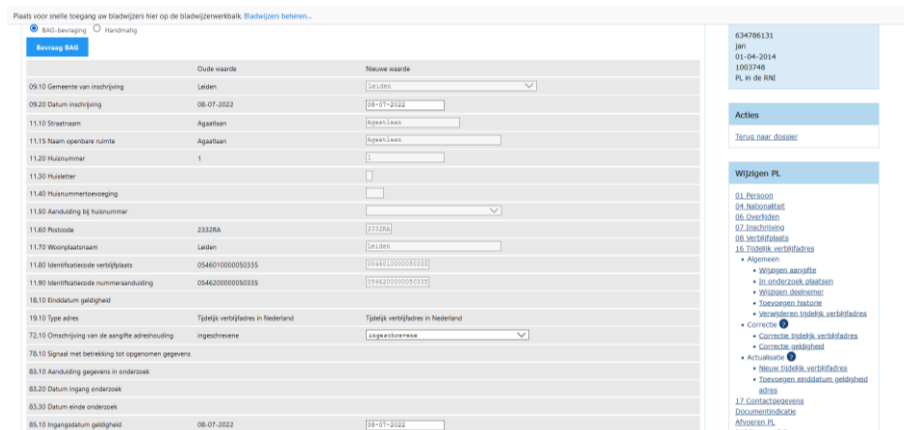 Plaats voor snelle toegang uw bladwijzers hier op de bladwijzerwerkbalk. Bladwijzers beheren...
BAG-bevraging Handmatig
Bevraag BAG
Oude waarde Nieuwe waarde
09.10 Gemeente van inschrijving Leiden Leiden
09.20 Datum inschrijving 08-07-2022 08-07-2022
11.10 Straatnaam Agaatlaan Agaatlaan
11.15 Naam openbare ruimte Agaatlaan Agaatlaan
11.20 Huisnummer 1 1
11.30 Huisletter
11.40 Huisnummertoevoeging
11.50 Aanduiding bij huisnummer
11.60 Postcode 2332RA 2332RA
11.70 Woonplaatsnaam Leiden Leiden
11.80 Identificatiecode verblijfplaats 0546010000050335 0546010000050335
11.90 Identificatiecode nummeraanduiding 0546200000050335 0546200000050335
18.10 Einddatum geldigheid
19.10 Type adres Tijdelijk verblijfadres in Nederland Tijdelijk verblijfadres in Nederland
72.10 Omschrijving van de aangifte adreshouding ingeschrevene ingeschrevene
78.10 Signaal met betrekking tot opgenomen gegevens
83.10 Aanduiding gegevens in onderzoek
83.20 Datum ingang onderzoek
83.30 Datum einde onderzoek
85.10 Ingangsdatum geldigheid 08-07-2022 08-07-2022
634786131
Jan
01-04-2014
1003748
PL in de RNI
Acties
Terug naar dossier
Wijzigen PL
01 Persoon
04 Nationaliteit
06 Overlijden
07 Inschrijving
08 Verblijfplaats
16 Tijdelijk verblijfadres
• Algemeen
• Wijzigen aangifte
• In onderzoek plaatsen
• Wijzigen deelnemer
• Toevoegen historie
• Verwijderen tijdelijk verblijfadres
• Correctie ?
• Correctie tijdelijk verblijfadres
• Correctie geldigheid
• Actualisatie ?
• Nieuw tijdelijk verblijfadres
• Toevoegen einddatum geldigheid
adres
17 Contactgegevens
Documentindicatie
Afvoeren PL